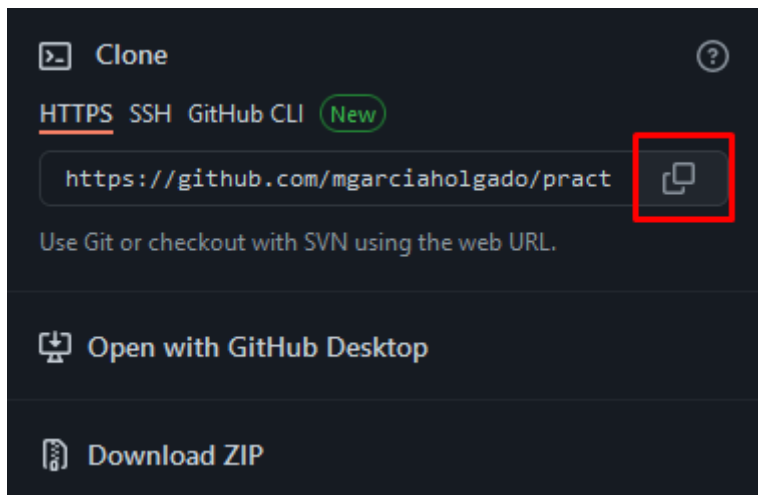 Clone
HTTPS SSH GitHub CLI New
https://github.com/mgarciaholgado/pract
Use Git or checkout with SVN using the web URL.
Open with GitHub Desktop
Download ZIP